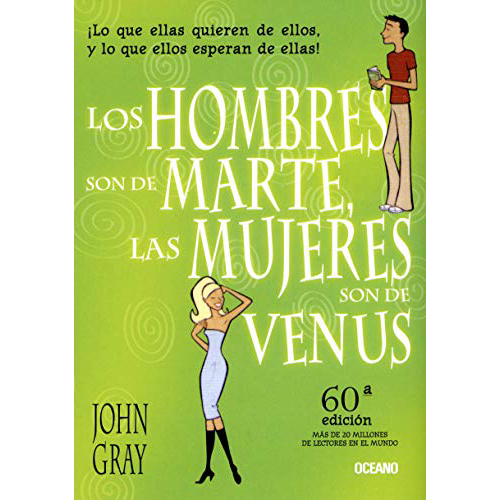 ¡Lo que ellas quieren de ellos,
y lo que ellos esperan de ellas!
LOS HOMBRES
SON DE MARTE,
LAS MUJERES
SON DE
VENUS
60ª
edición
MÁS DE 20 MILLONES
DE LECTORES EN EL MUNDO
JOHN
GRAY
OCEANO